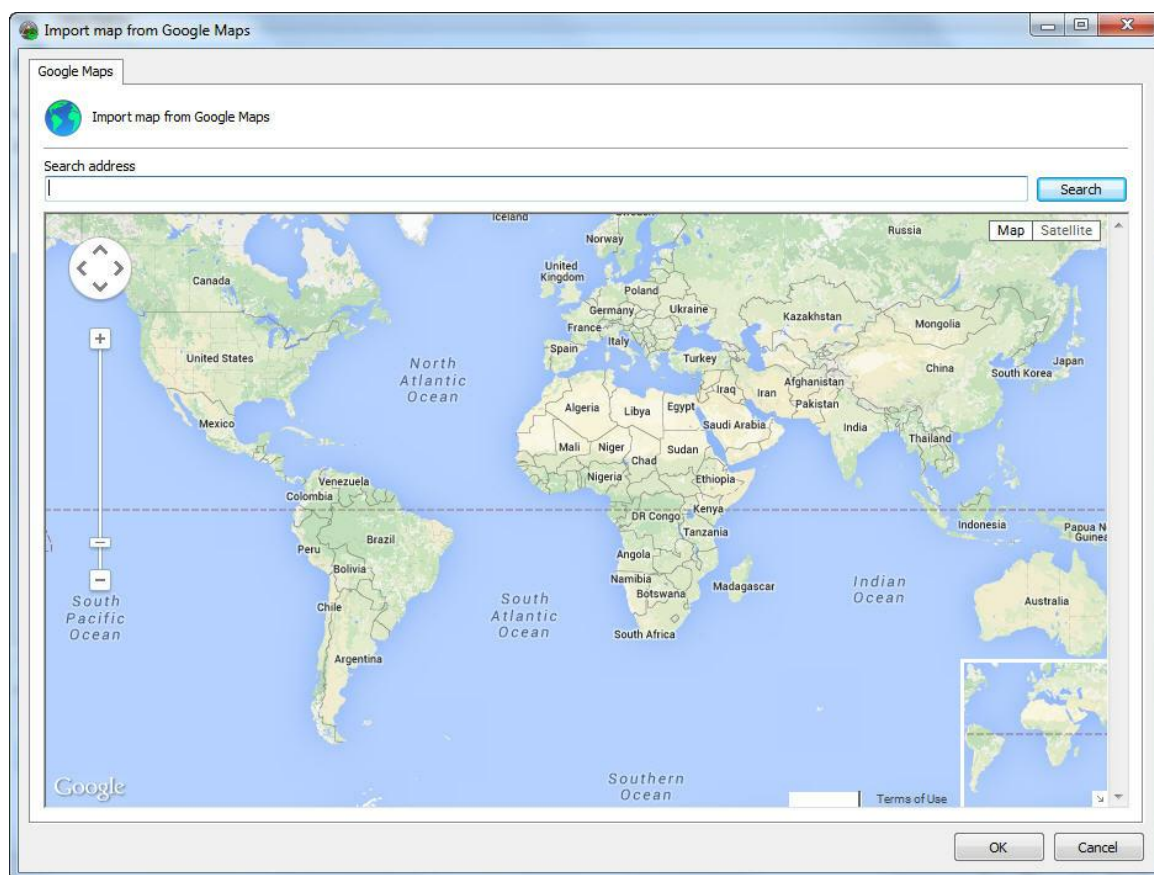 Import map from Google Maps
Google Maps
Import map from Google Maps
Search address
Search
Iceland
Russia
Map
Satellite
Norway
Canada
United
Kingdom
Poland
Germany
Ukraine
Kazakhstan
Mongolia
France
Italy
Spain
Turkey
United States
North
Atlantic
Ocean
China
Japan
South Korea
Afghanistan
Iraq
Iran
Pakistan
Algeria
Libya
Egypt
Mexico
Saudi Arabia
India
Thailand
Mali
Niger
Sudan
Chad
Nigeria
Ethiopia
Venezuela
Colombia
DR Congo
Kenya
Indonesia
Papua N
Guinea
Tanzania
Brazil
Peru
Angola
Bolivia
Namibia
Botswana
Madagascar
Indian
Ocean
South
Pacific
Ocean
Chile
South
Atlantic
Ocean
Australia
South Africa
Argentina
Google
Southern
Ocean
Terms of Use
OK
Cancel